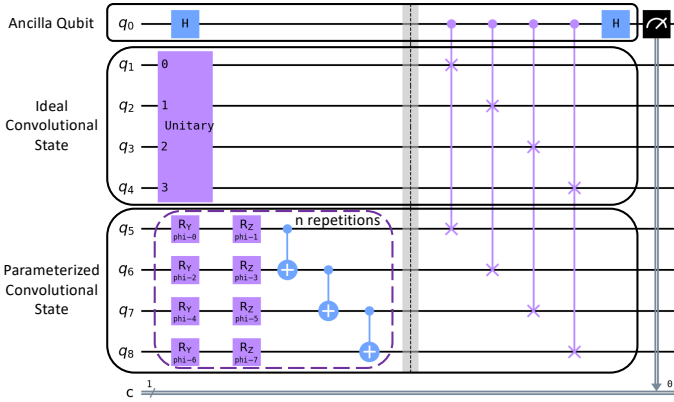 Ancilla Qubit
q0
H
H
q1
0
q2
1
Unitary
Ideal
Convolutional
State
q3
2
q4
3
n repetitions
q5
RY
phi-0
RZ
phi-1
q6
RY
phi-2
RZ
phi-3
Parameterized
Convolutional
State
q7
RY
phi-4
RZ
phi-5
q8
RY
phi-6
RZ
phi-7
c
1
0